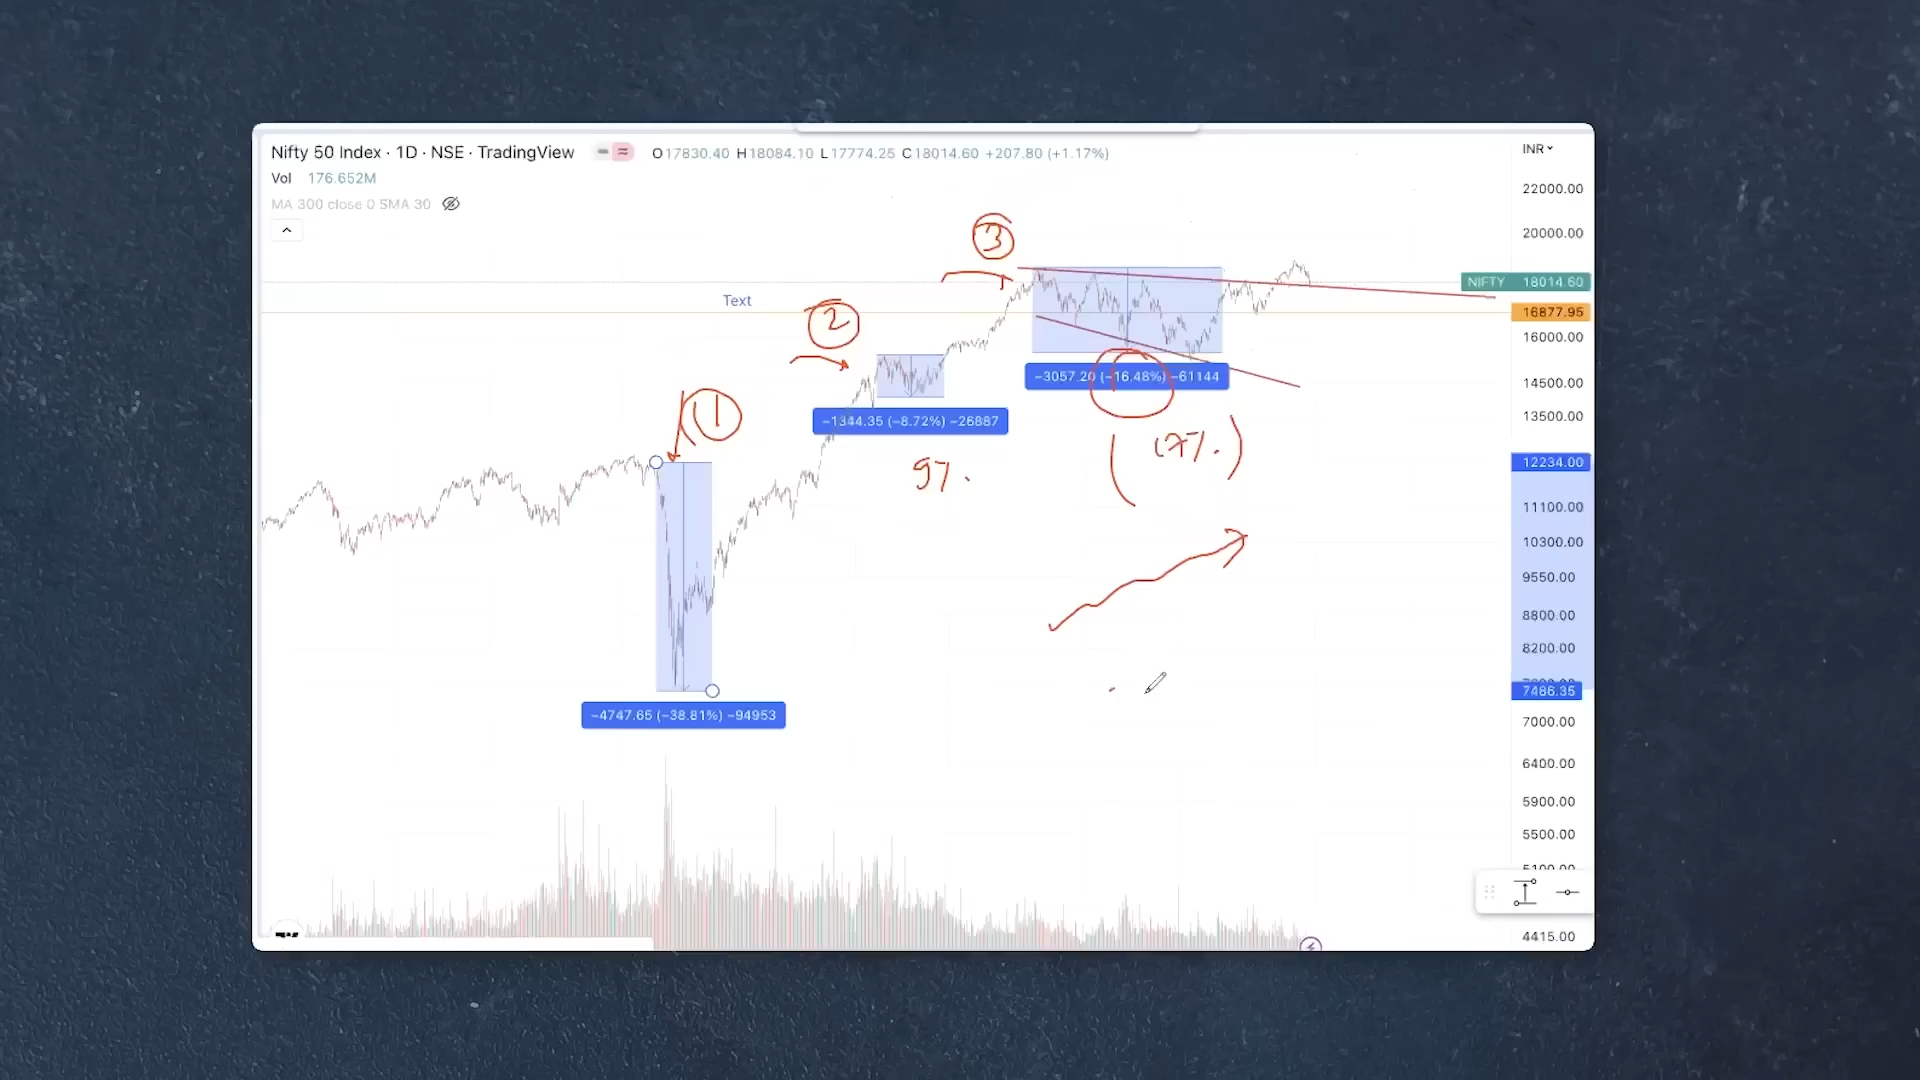 Nifty 50 Index · 1D · NSE · TradingView O17830.40 H18084.10 L17774.25 C18014.60 +207.80 (+1.17%)
INR
Vol 176.652M
MA 300 close 0 SMA 30
22000.00
20000.00
3
NIFTY 18014.60
Text
16877.95
2
16000.00
−3057.20 (−16.48%) −61144
14500.00
1
13500.00
−1344.35 (−8.72%) −26887
(17%.)
12234.00
9%.
11100.00
10300.00
9550.00
8800.00
8200.00
7486.35
−4747.65 (−38.81%) −94953
7000.00
6400.00
5900.00
5500.00
5100.00
4415.00